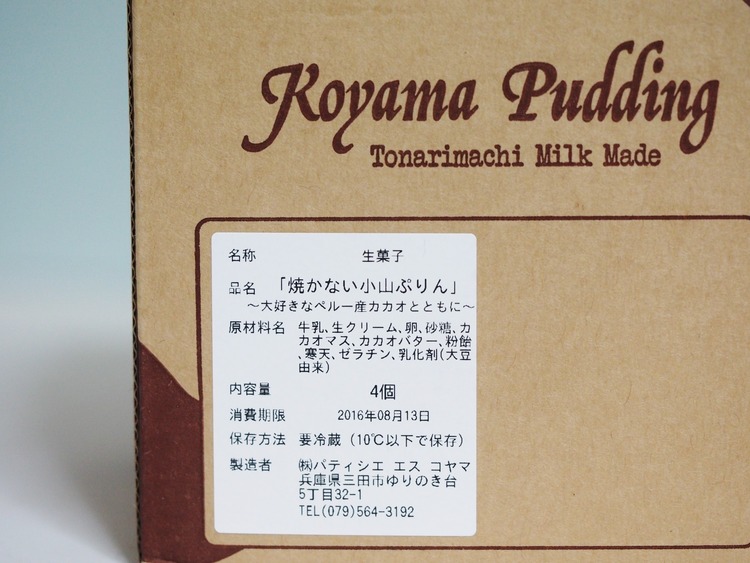 Koyama Pudding
Tonarimachi Milk Made
名称 生菓子
品名 「焼かない小山ぷりん」
～大好きなペルー産カカオとともに～
原材料名 牛乳、生クリーム、卵、砂糖、カ
カオマス、カカオバター、粉飴
、寒天、ゼラチン、乳化剤(大豆
由来)
内容量 4個
消費期限 2016年08月13日
保存方法 要冷蔵(10℃以下で保存)
製造者 ㈱パティシエ エス コヤマ
兵庫県三田市ゆりのき台
5丁目32-1
TEL(079)564-3192